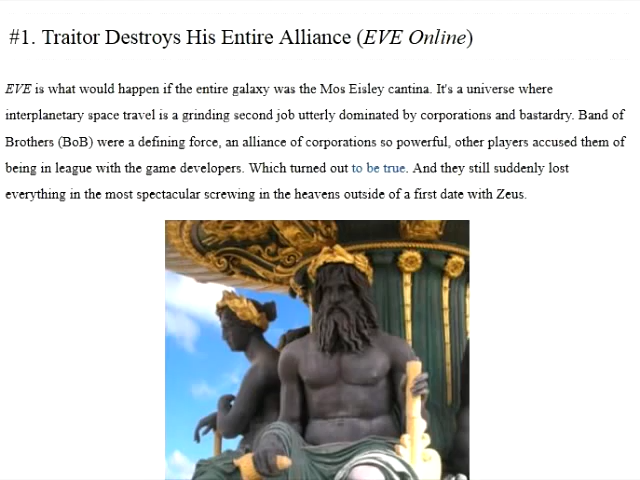 #1. Traitor Destroys His Entire Alliance (EVE Online)
EVE is what would happen if the entire galaxy was the Mos Eisley cantina. It's a universe where
interplanetary space travel is a grinding second job utterly dominated by corporations and bastardry. Band of
Brothers (BoB) were a defining force, an alliance of corporations so powerful, other players accused them of
being in league with the game developers. Which turned out to be true. And they still suddenly lost
everything in the most spectacular screwing in the heavens outside of a first date with Zeus.